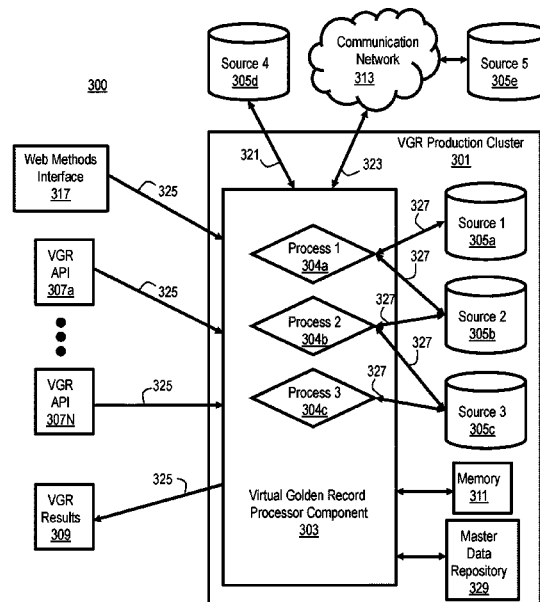 300
Source 4
305d
Communication
Network
313
Source 5
305e
321
323
VGR Production Cluster
301
Web Methods
Interface
317
325
VGR
API
307a
325
VGR
API
307N
325
VGR
Results
309
325
Process 1
304a
Process 2
304b
Process 3
304c
Virtual Golden Record
Processor Component
303
327
327
327
327
327
Source 1
305a
Source 2
305b
Source 3
305c
Memory
311
Master
Data
Repository
329